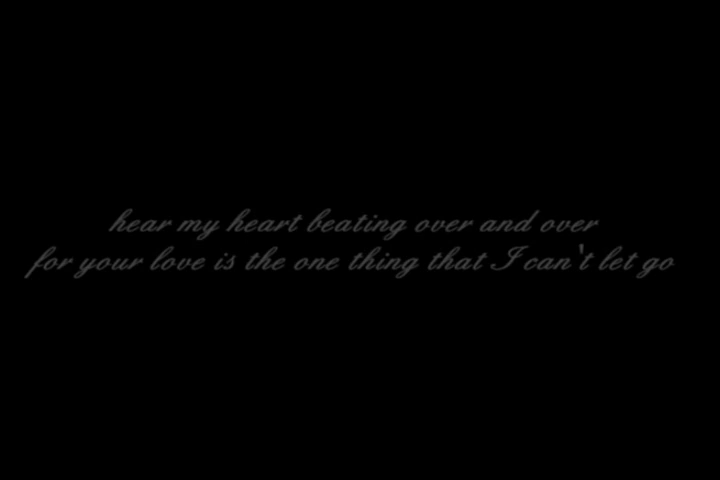 hear my heart beating over and over
for your love is the one thing that I can't let go